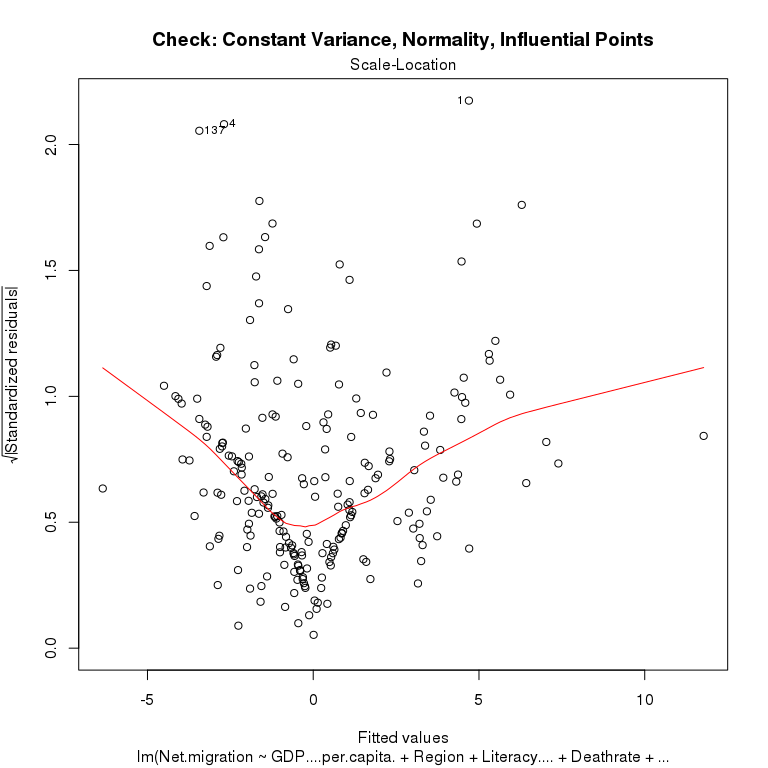 Check: Constant Variance, Normality, Influential Points
Scale-Location
1
137
4
2.0
1.5
1.0
0.5
0.0
√|Standardized residuals|
-5 0 5 10
Fitted values
lm(Net.migration ~ GDP....per.capita. + Region + Literacy.... + Deathrate + ...